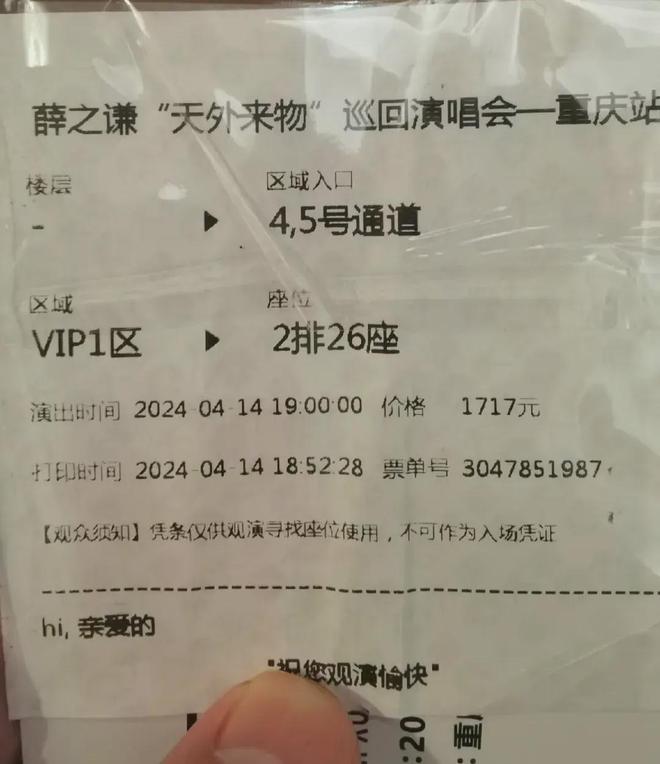 薛之谦“天外来物”巡回演唱会—重庆站
楼层 区域入口
- 4,5号通道
区域 座位
VIP1区 2排26座
演出时间 2024-04-14 19:00:00 价格 1717元
打印时间 2024-04-14 18:52:28 票单号 3047851987
【观众须知】凭条仅供观演寻找座位使用，不可作为入场凭证
hi, 亲爱的
"祝您观演愉快"
:20
:重